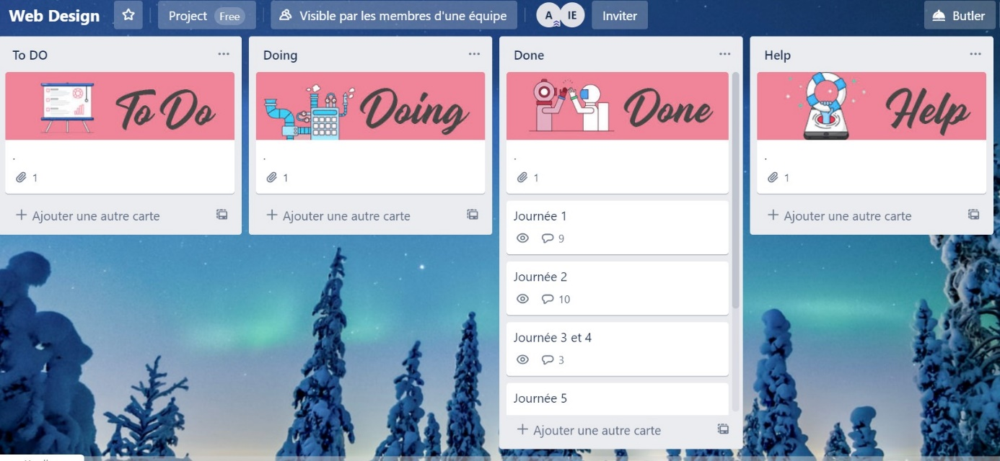 Web Design
Project Free
Visible par les membres d'une équipe
A
IE
Inviter
Butler
To DO
To Do
.
1
Ajouter une autre carte
Doing
Doing
.
1
Ajouter une autre carte
Done
Done
.
1
Journée 1
9
Journée 2
10
Journée 3 et 4
3
Journée 5
Ajouter une autre carte
Help
Help
.
1
Ajouter une autre carte